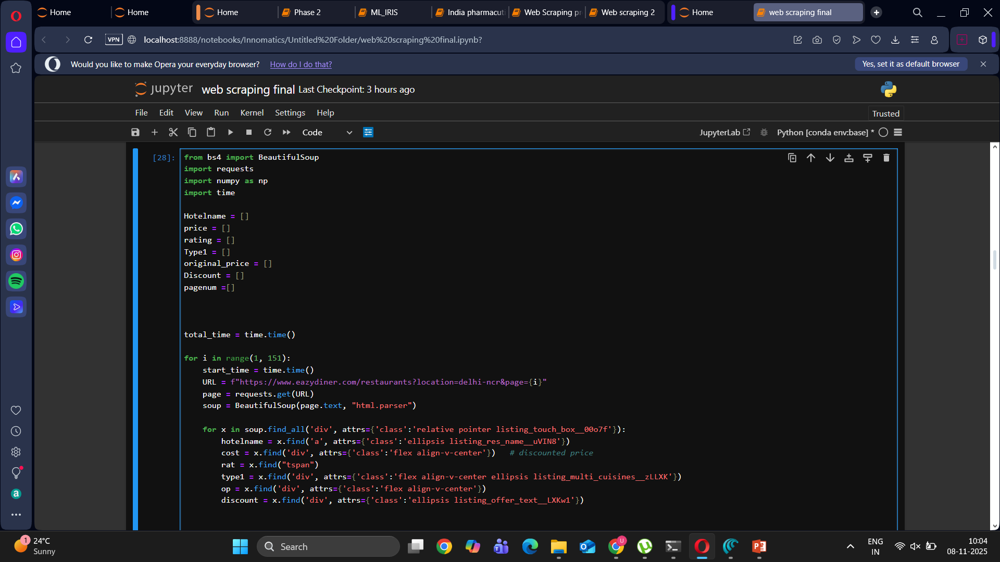 Home
Home
Home
Phase 2
ML_IRIS
India pharmacuti
Web Scraping pr
Web scraping 2
Home
web scraping final
VPN
localhost:8888/notebooks/Innomatics/Untitled%20Folder/web%20scraping%20final.ipynb?
Would you like to make Opera your everyday browser? How do I do that?
Yes, set it as default browser
jupyter web scraping final Last Checkpoint: 3 hours ago
File Edit View Run Kernel Settings Help
Trusted
Code
JupyterLab
Python [conda env:base] *
[28]:
from bs4 import BeautifulSoup
import requests
import numpy as np
import time
Hotelname = []
price = []
rating = []
Type1 = []
original_price = []
Discount = []
pagenum =[]
total_time = time.time()
for i in range(1, 151):
    start_time = time.time()
    URL = f"https://www.eazydiner.com/restaurants?location=delhi-ncr&page={i}"
    page = requests.get(URL)
    soup = BeautifulSoup(page.text, "html.parser")
    for x in soup.find_all('div', attrs={'class':'relative pointer listing_touch_box__00o7f'}):
        hotelname = x.find('a', attrs={'class':'ellipsis listing_res_name__uVIN8'})
        cost = x.find('div', attrs={'class':'flex align-v-center'})   # discounted price
        rat = x.find("tspan")
        type1 = x.find('div', attrs={'class':'flex align-v-center ellipsis listing_multi_cuisines__zLLXK'})
        op = x.find('div', attrs={'class':'flex align-v-center'})
        discount = x.find('div', attrs={'class':'ellipsis listing_offer_text__LXKw1'})
a
1
24°C
Sunny
Search
U
ENG
IN
10:04
08-11-2025